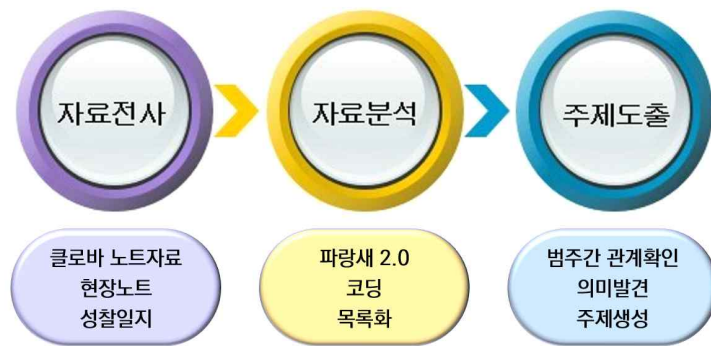 자료전사
자료분석
주제도출
클로바 노트자료
현장노트
성찰일지
파랑새 2.0
코딩
목록화
범주간 관계확인
의미발견
주제생성